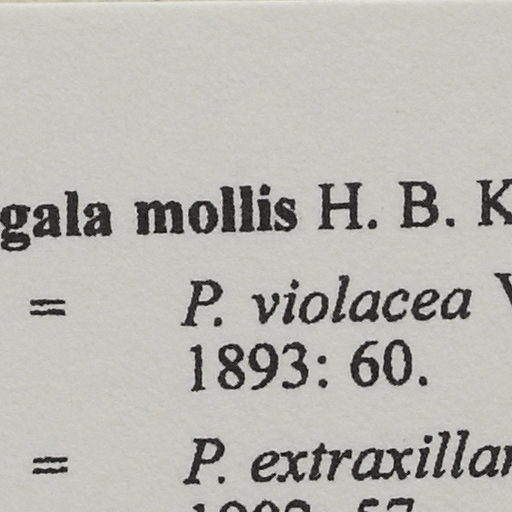 gala mollis H. B. K
= P. violacea V
1893: 60.
= P. extraxillar